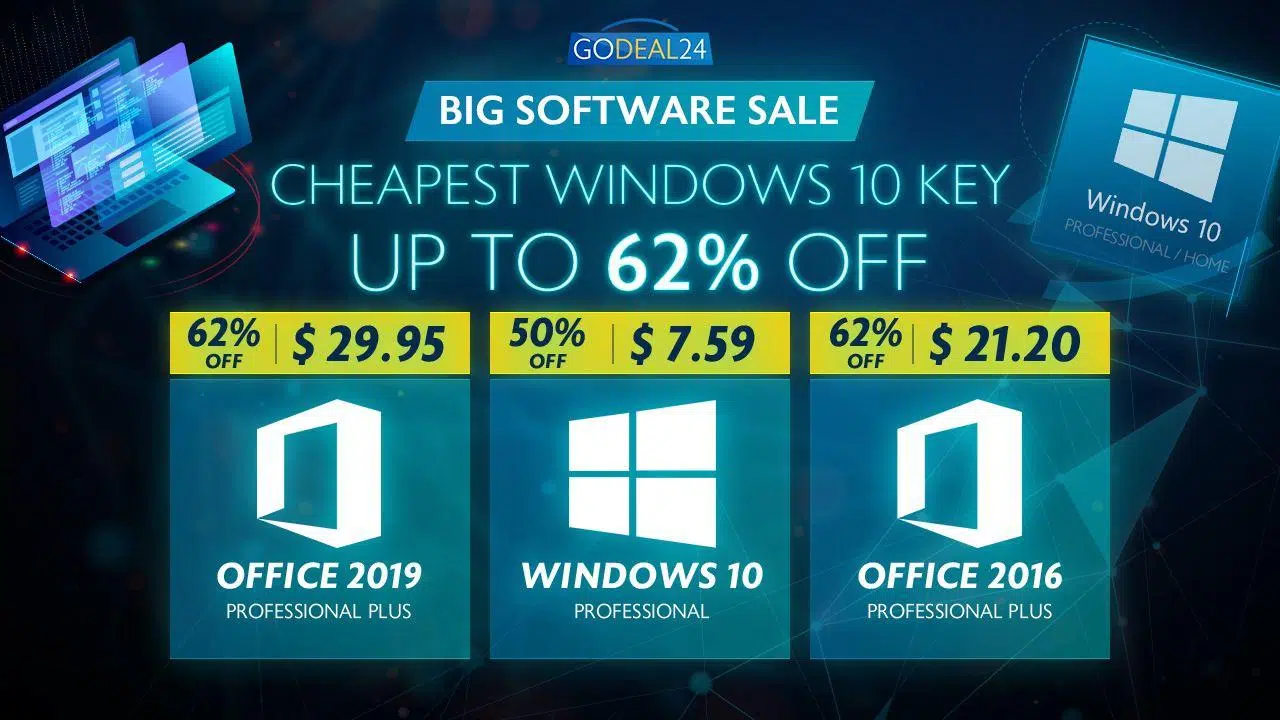 GODEAL24
BIG SOFTWARE SALE
CHEAPEST WINDOWS 10 KEY
UP TO 62% OFF
Windows 10
PROFESSIONAL / HOME
62% OFF
$ 29.95
OFFICE 2019
PROFESSIONAL PLUS
50% OFF
$ 7.59
WINDOWS 10
PROFESSIONAL
62% OFF
$ 21.20
OFFICE 2016
PROFESSIONAL PLUS